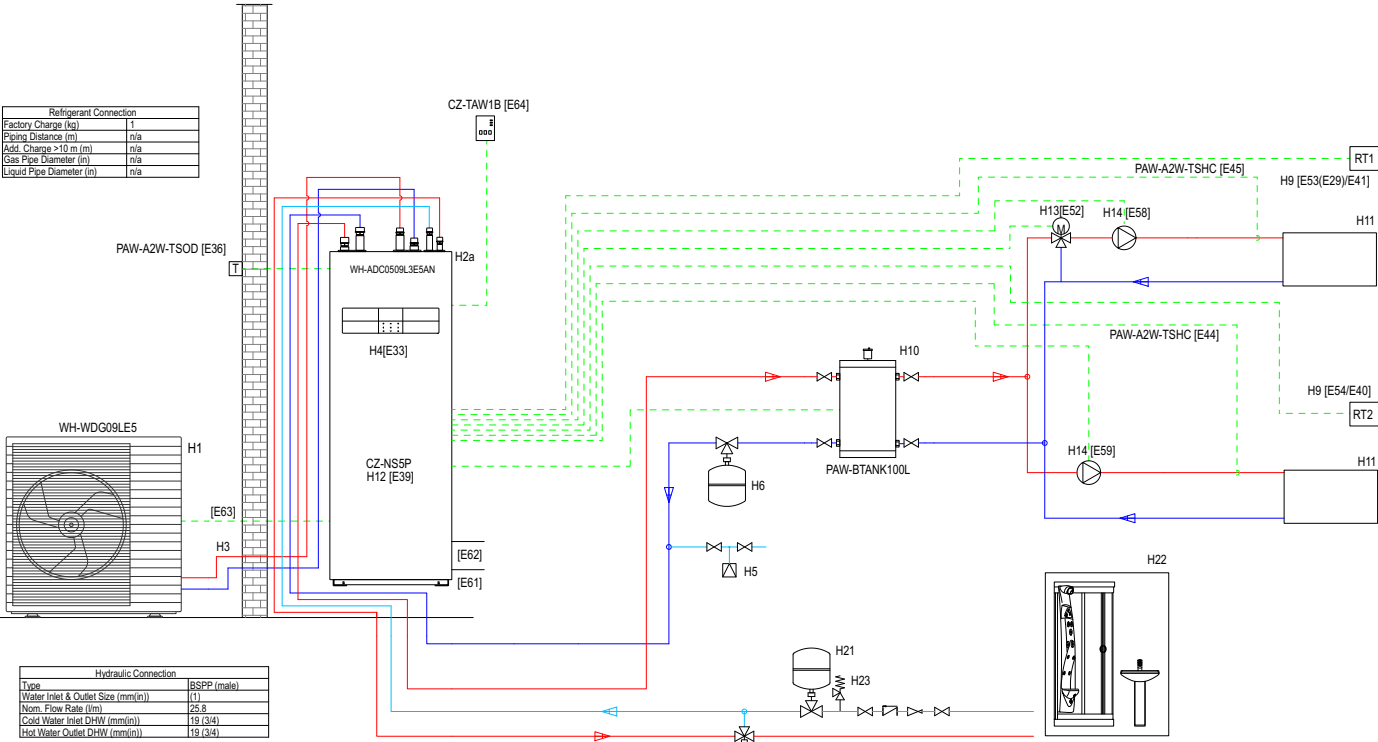 CZ-TAW1B [E64]
Refrigerant Connection
Factory Charge (kg) 1
Piping Distance (m) n/a
Add. Charge >10 m (m) n/a
Gas Pipe Diameter (in) n/a
Liquid Pipe Diameter (in) n/a
RT1
PAW-A2W-TSHC [E45]
H9 [E53(E29)/E41]
H13[E52]
H14 [E58]
H11
M
PAW-A2W-TSOD [E36]
T
H2a
WH-ADC0509L3E5AN
H4[E33]
PAW-A2W-TSHC [E44]
H10
H9 [E54/E40]
RT2
WH-WDG09LE5
H1
CZ-NS5P
H12 [E39]
PAW-BTANK100L
H14 [E59]
H11
H6
[E63]
H3
[E62]
H5
[E61]
H22
H21
H23
Hydraulic Connection
Type BSPP (male)
Water Inlet & Outlet Size (mm(in)) (1)
Nom. Flow Rate (l/m) 25.8
Cold Water Inlet DHW (mm(in)) 19 (3/4)
Hot Water Outlet DHW (mm(in)) 19 (3/4)